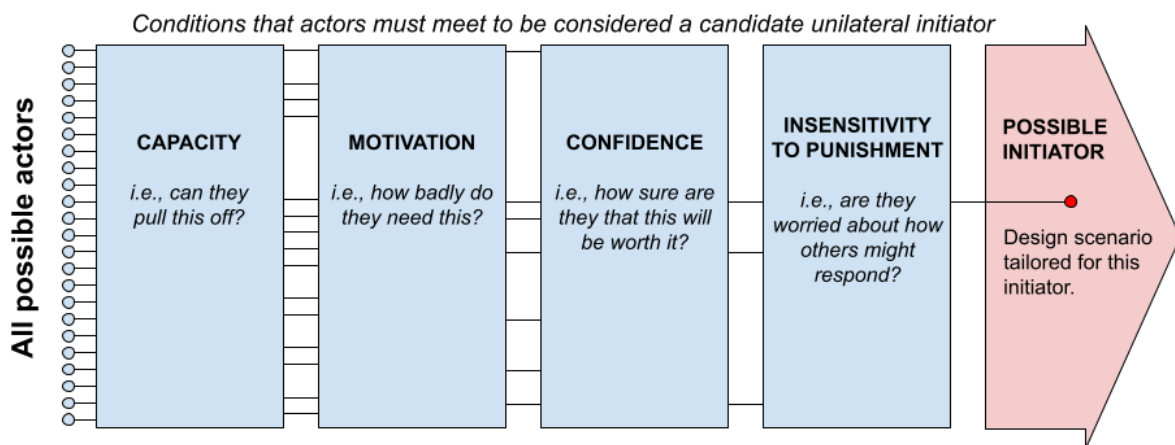 Conditions that actors must meet to be considered a candidate unilateral initiator
All possible actors
CAPACITY
i.e., can they
pull this off?
MOTIVATION
i.e., how badly do
they need this?
CONFIDENCE
i.e., how sure are
they that this will
be worth it?
INSENSITIVITY
TO PUNISHMENT
i.e., are they
worried about how
others might
respond?
POSSIBLE
INITIATOR
Design scenario
tailored for this
initiator.